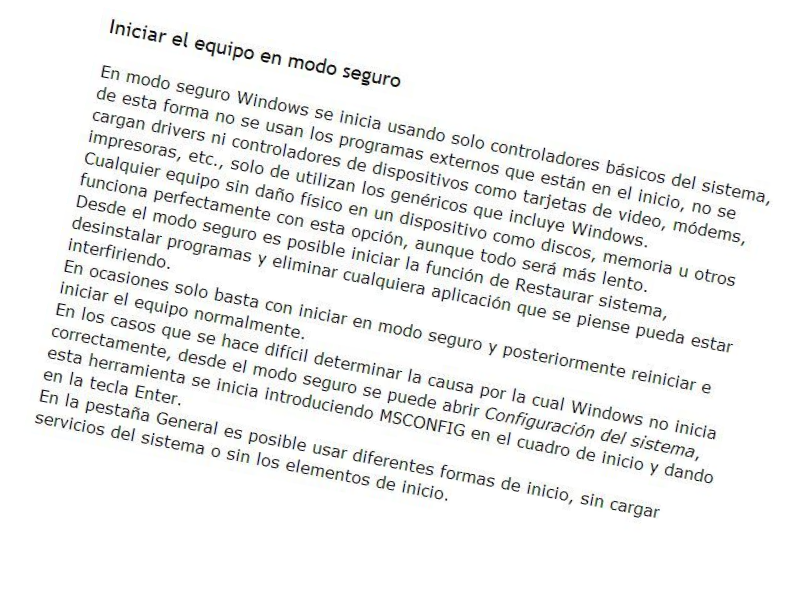 Iniciar el equipo en modo seguro
En modo seguro Windows se inicia usando solo controladores básicos del sistema,
de esta forma no se usan los programas externos que están en el inicio, no se
cargan drivers ni controladores de dispositivos como tarjetas de video, módems,
impresoras, etc., solo de utilizan los genéricos que incluye Windows.
Cualquier equipo sin daño físico en un dispositivo como discos, memoria u otros
funciona perfectamente con esta opción, aunque todo será más lento.
Desde el modo seguro es posible iniciar la función de Restaurar sistema,
desinstalar programas y eliminar cualquiera aplicación que se piense pueda estar
interfiriendo.
En ocasiones solo basta con iniciar en modo seguro y posteriormente reiniciar e
iniciar el equipo normalmente.
En los casos que se hace difícil determinar la causa por la cual Windows no inicia
correctamente, desde el modo seguro se puede abrir Configuración del sistema,
esta herramienta se inicia introduciendo MSCONFIG en el cuadro de inicio y dando
en la tecla Enter.
En la pestaña General es posible usar diferentes formas de inicio, sin cargar
servicios del sistema o sin los elementos de inicio.